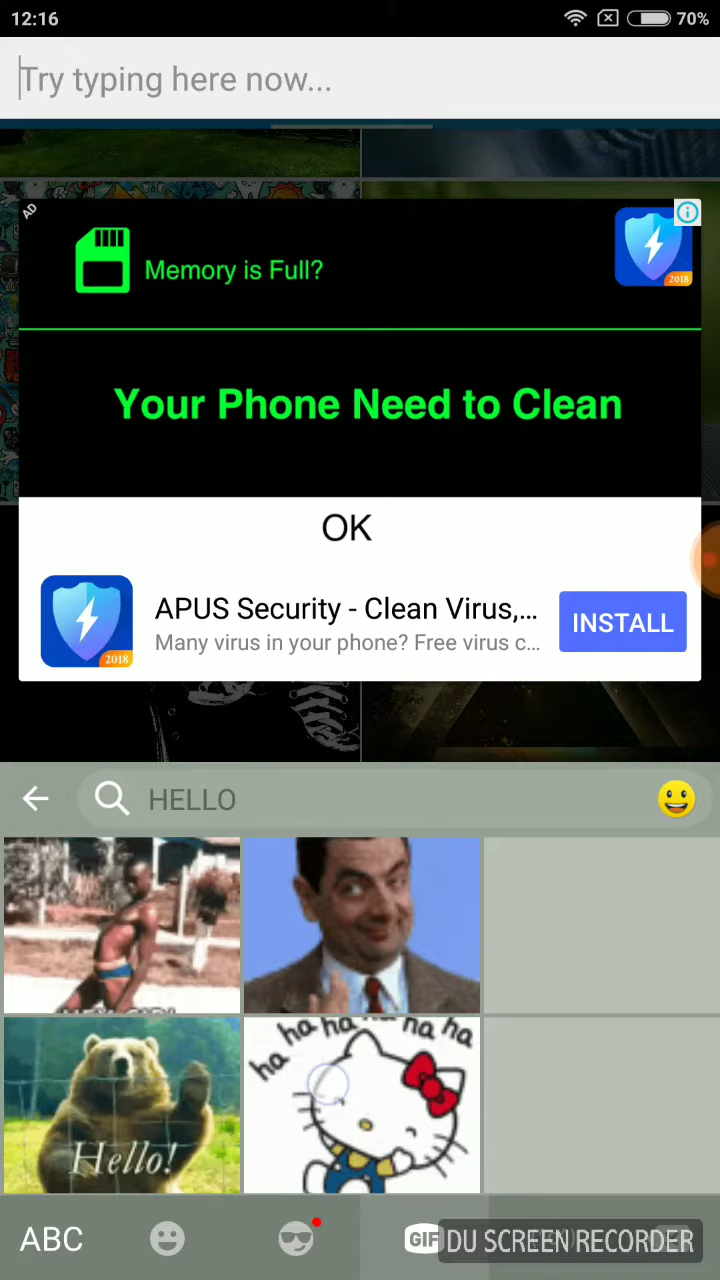 12:16
70%
Try typing here now...
AD
Memory is Full?
2018
Your Phone Need to Clean
OK
APUS Security - Clean Virus,...
Many virus in your phone? Free virus c...
INSTALL
2018
HELLO
ha ha ha ha ha
Hello!
ABC
GIF
DU SCREEN RECORDER